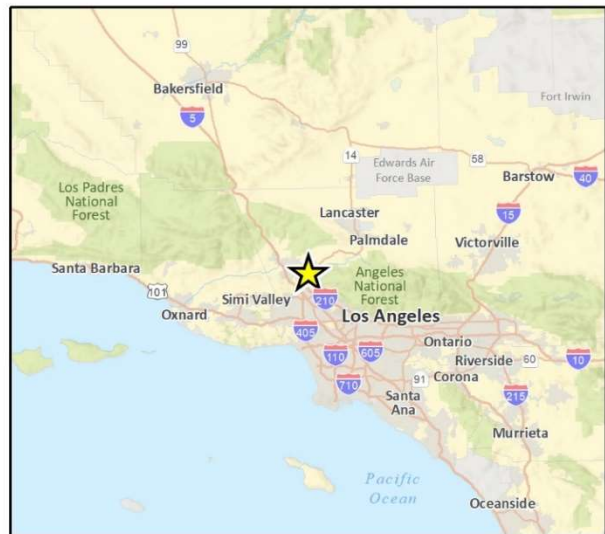 99
Bakersfield
5
Fort Irwin
14
Edwards Air
Force Base
58
Barstow
40
Los Padres
National
Forest
Lancaster
15
Palmdale
Victorville
Santa Barbara
101
Angeles
National
Forest
Simi Valley
210
Oxnard
Los Angeles
405
110
605
Ontario
Riverside
60
10
710
91
Corona
Santa
Ana
215
Murrieta
Pacific
Ocean
Oceanside